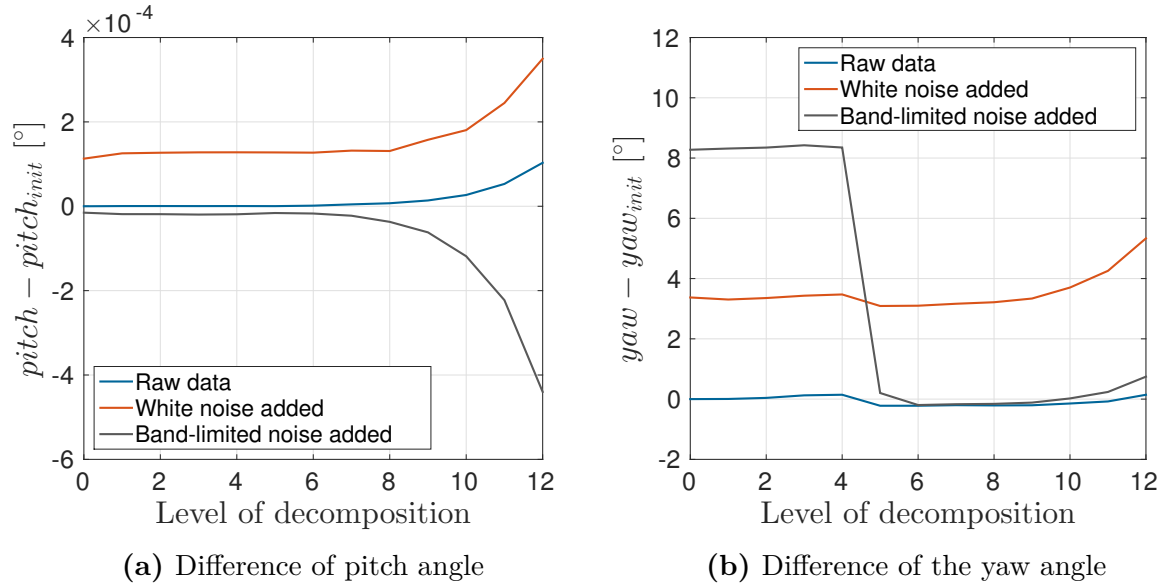 ×10⁻⁴
4
2
0
-2
-4
-6
pitch − pitch_init [°]
Raw data
White noise added
Band-limited noise added
0 2 4 6 8 10 12
Level of decomposition
(a) Difference of pitch angle
12
10
8
6
4
2
0
-2
yaw − yaw_init [°]
Raw data
White noise added
Band-limited noise added
0 2 4 6 8 10 12
Level of decomposition
(b) Difference of the yaw angle